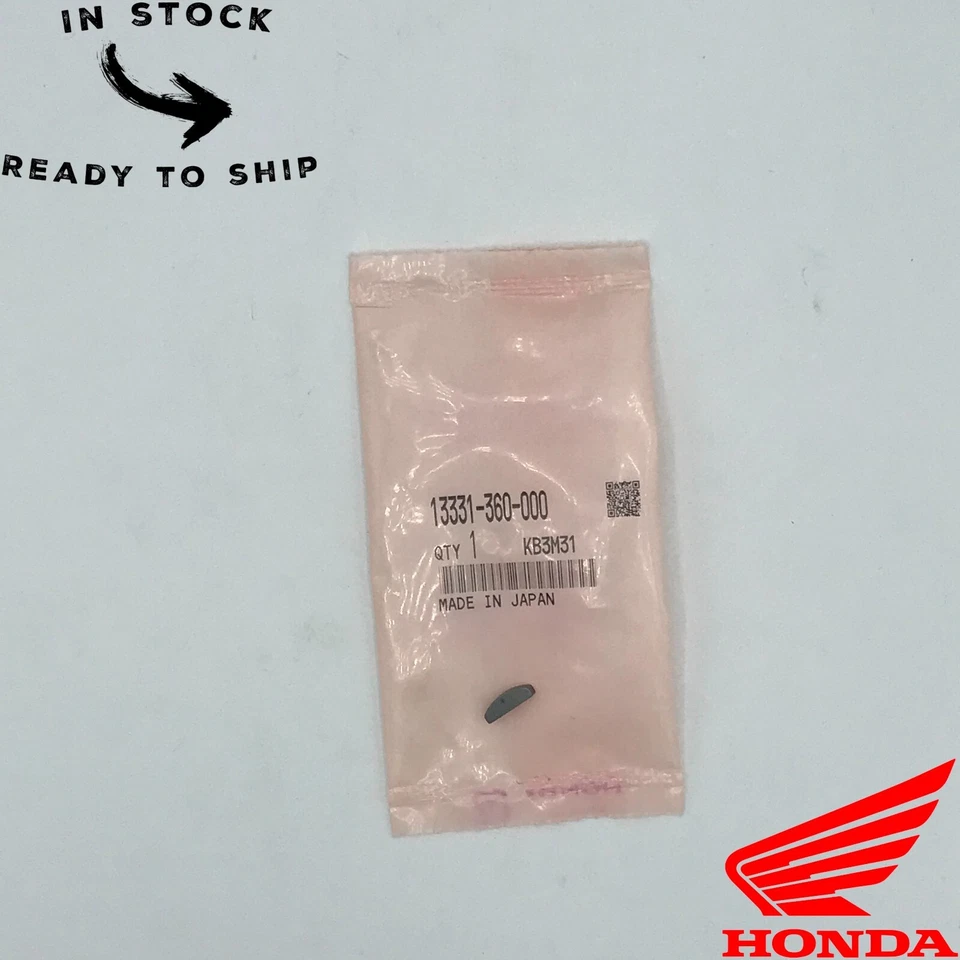 IN STOCK
READY TO SHIP
13331-360-000
QTY 1 KB3M31
MADE IN JAPAN
HONDA